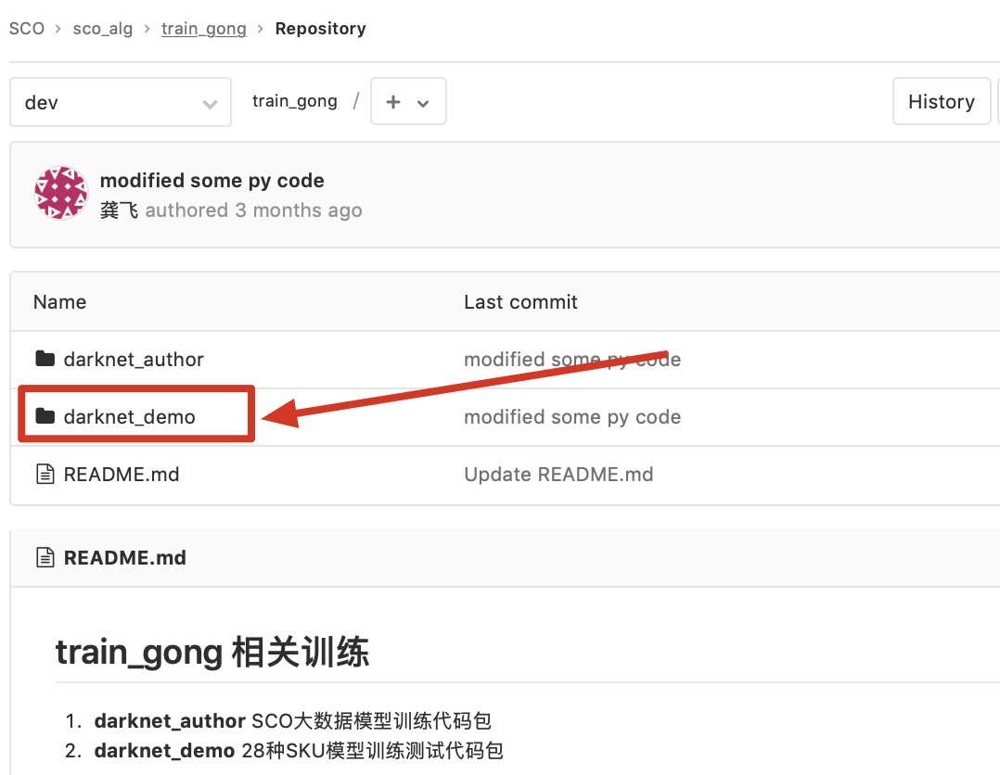 SCO > sco_alg > train_gong > Repository
dev
train_gong / +
History
modified some py code
龚飞 authored 3 months ago
Name Last commit
darknet_author modified some py code
darknet_demo modified some py code
README.md Update README.md
README.md
train_gong 相关训练
1. darknet_author SCO大数据模型训练代码包
2. darknet_demo 28种SKU模型训练测试代码包